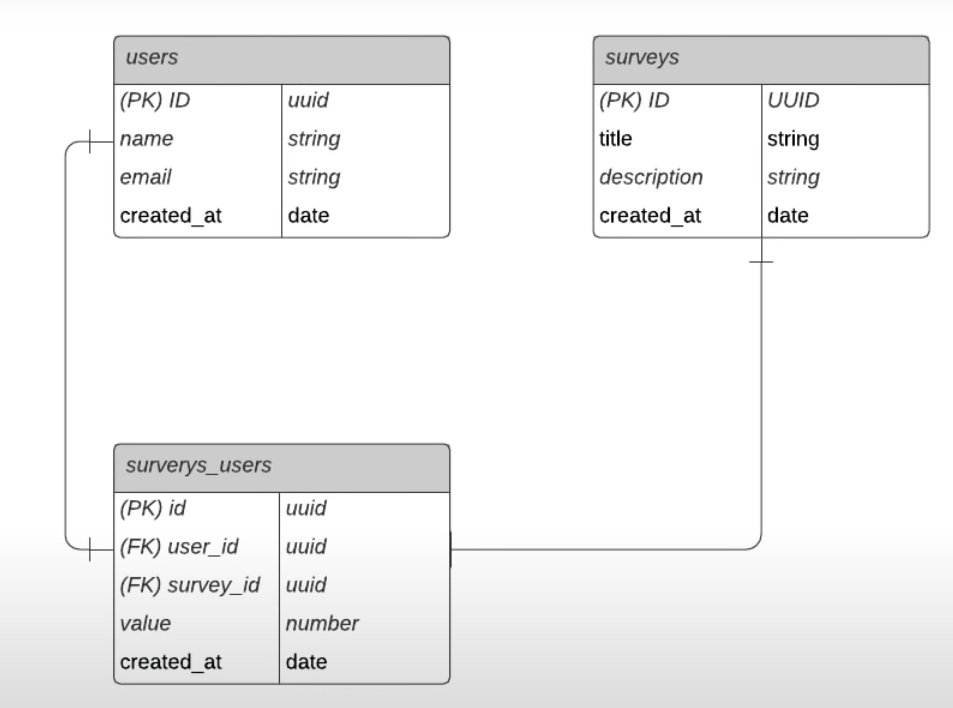 users
(PK) ID uuid
name string
email string
created_at date
surveys
(PK) ID UUID
title string
description string
created_at date
surverys_users
(PK) id uuid
(FK) user_id uuid
(FK) survey_id uuid
value number
created_at date